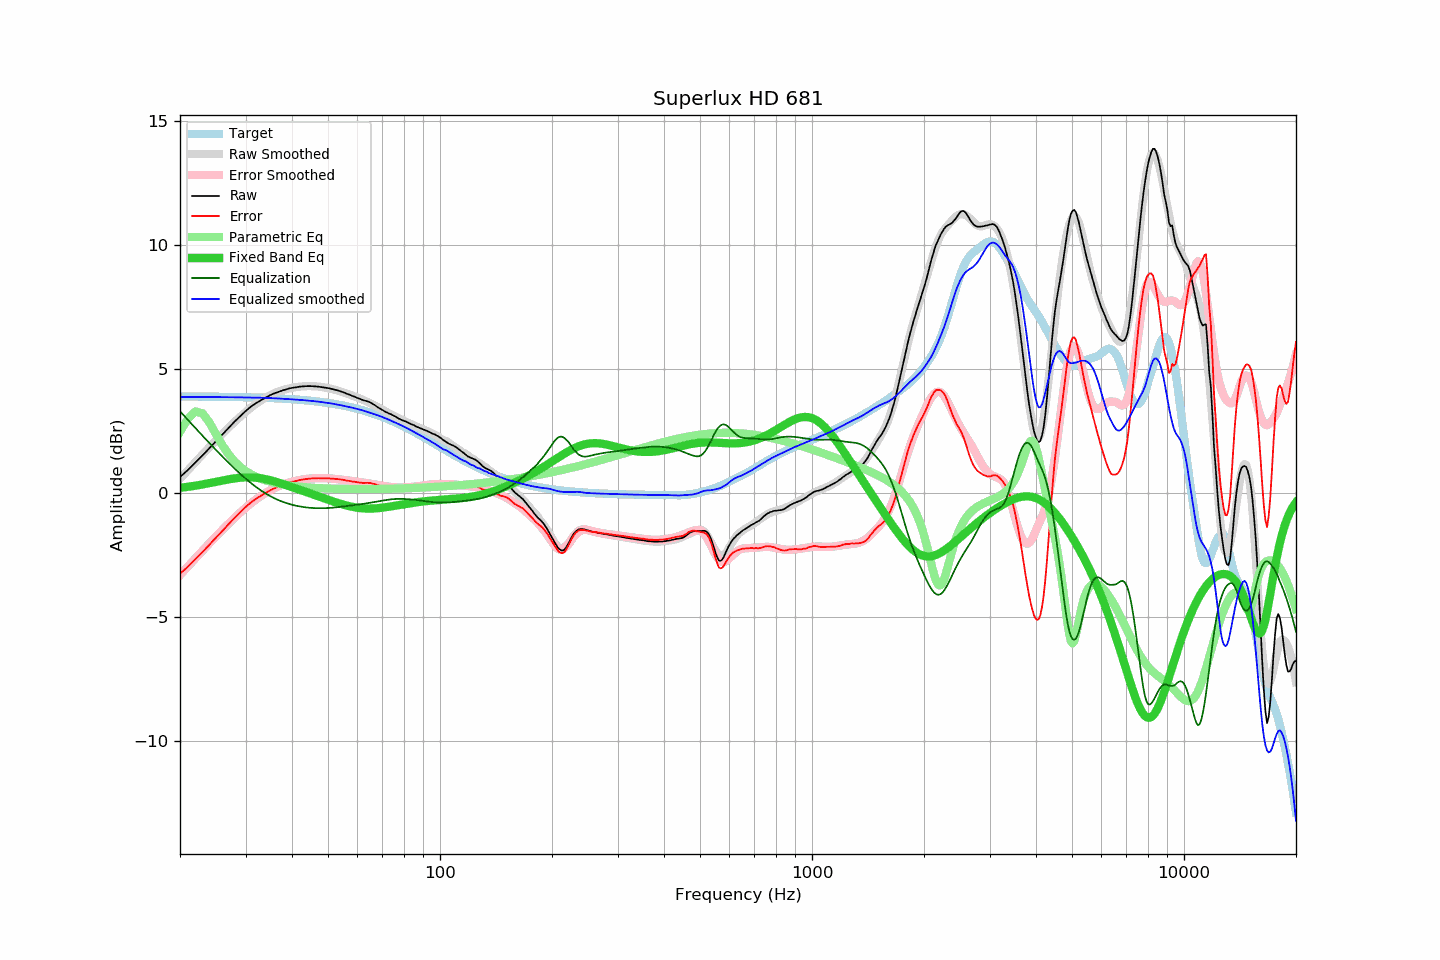 Superlux HD 681
15
10
5
0
−5
−10
Amplitude (dBr)
Target
Raw Smoothed
Error Smoothed
Raw
Error
Parametric Eq
Fixed Band Eq
Equalization
Equalized smoothed
100
1000
10000
Frequency (Hz)